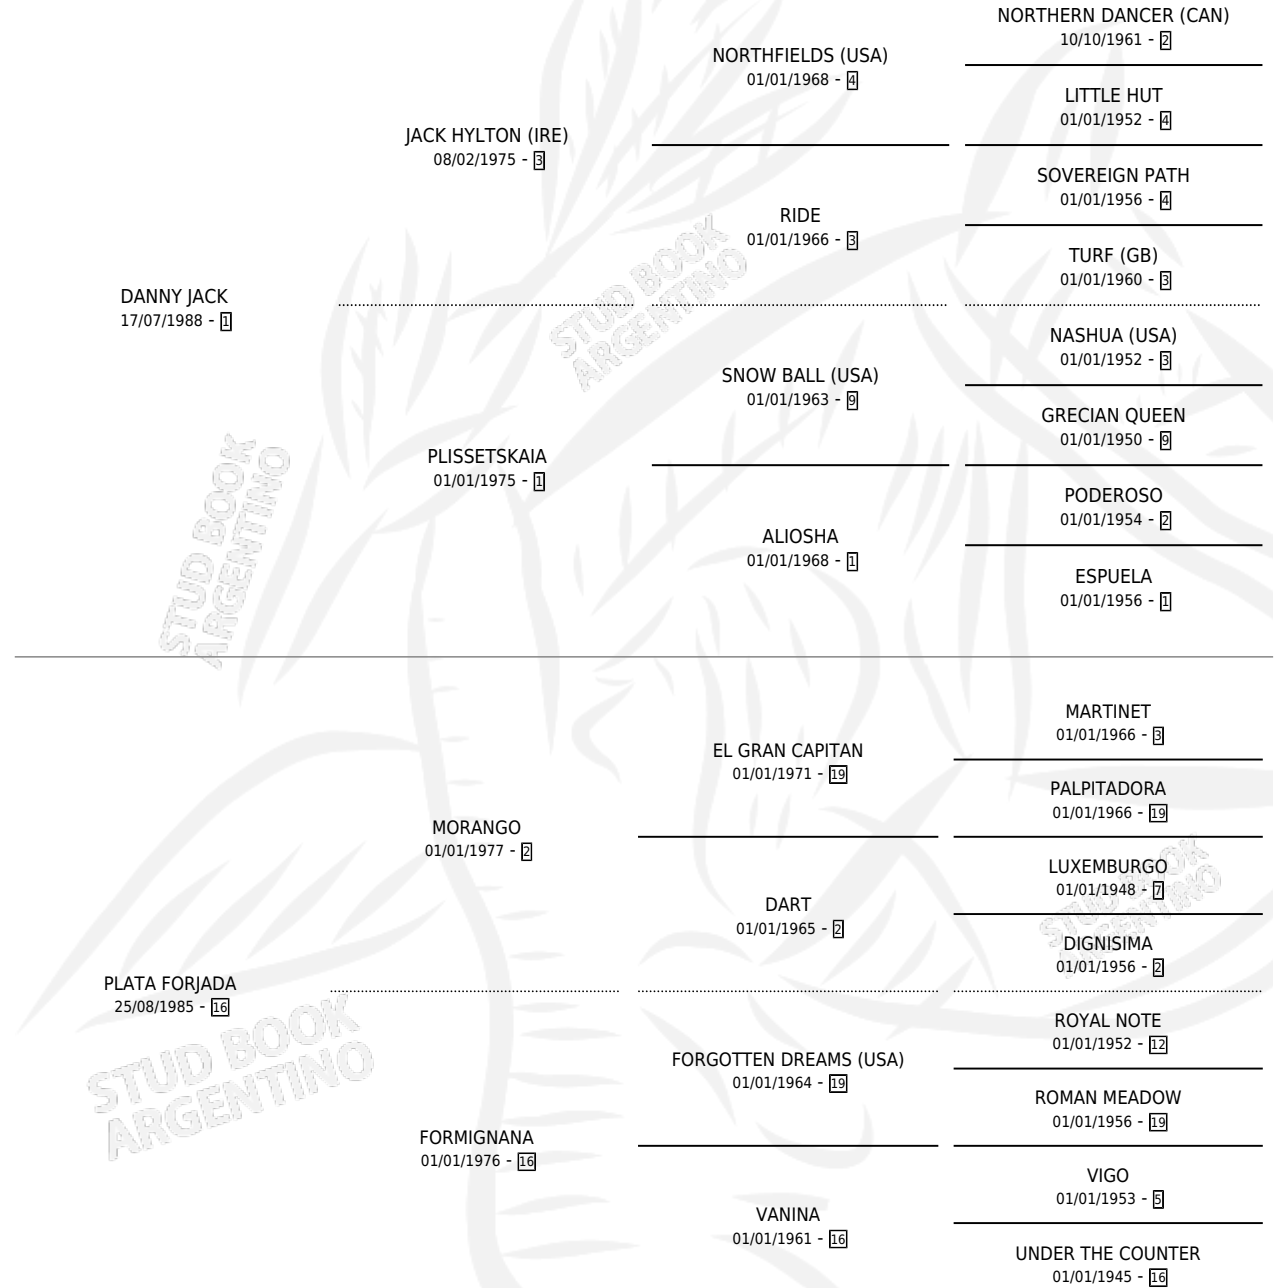 NORTHERN DANCER (CAN)
10/10/1961 - 2
NORTHFIELDS (USA)
01/01/1968 - 4
LITTLE HUT
01/01/1952 - 4
JACK HYLTON (IRE)
08/02/1975 - 3
SOVEREIGN PATH
01/01/1956 - 4
RIDE
01/01/1966 - 3
TURF (GB)
01/01/1960 - 3
DANNY JACK
17/07/1988 - 1
NASHUA (USA)
01/01/1952 - 3
SNOW BALL (USA)
01/01/1963 - 9
GRECIAN QUEEN
01/01/1950 - 9
PLISSETSKAIA
01/01/1975 - 1
PODEROSO
01/01/1954 - 2
ALIOSHA
01/01/1968 - 1
ESPUELA
01/01/1956 - 1
STUD BOOK
ARGENTINO
STUD BOOK
ARGENTINO
MARTINET
01/01/1966 - 3
EL GRAN CAPITAN
01/01/1971 - 19
PALPITADORA
01/01/1966 - 19
MORANGO
01/01/1977 - 2
LUXEMBURGO
01/01/1948 - 7
DART
01/01/1965 - 2
DIGNISIMA
01/01/1956 - 2
STUD BOOK
ARGENTINO
PLATA FORJADA
25/08/1985 - 16
ROYAL NOTE
01/01/1952 - 12
FORGOTTEN DREAMS (USA)
01/01/1964 - 19
ROMAN MEADOW
01/01/1956 - 19
STUD BOOK
ARGENTINO
FORMIGNANA
01/01/1976 - 16
VIGO
01/01/1953 - 5
VANINA
01/01/1961 - 16
UNDER THE COUNTER
01/01/1945 - 16